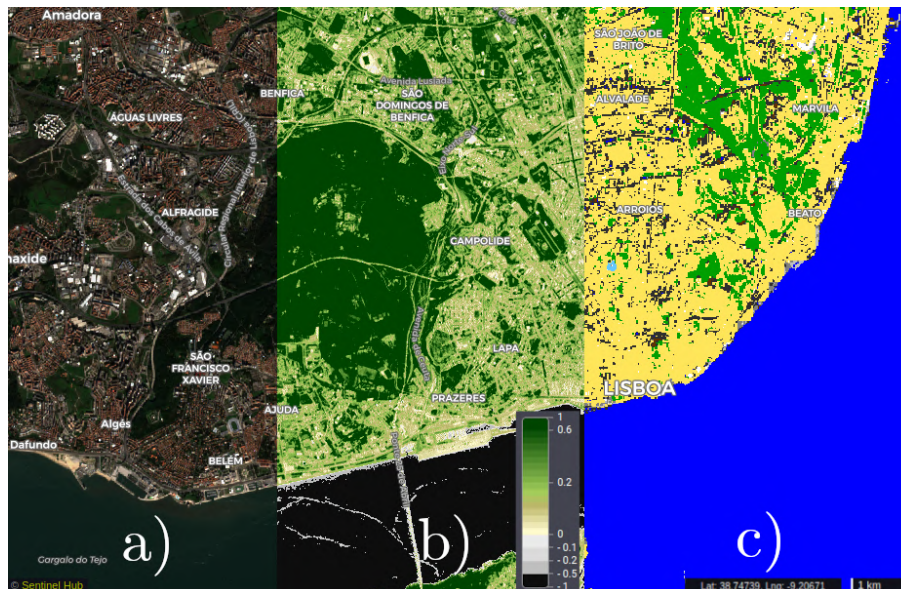 Amadora
ÁGUAS LIVRES
ALFRAGIDE
naxide
SÃO
FRANCISCO
XAVIER
Algés
Dafundo
BELÉM
Gargalo do Tejo
© Sentinel Hub
a)
BENFICA
Avenida Lusíada
SÃO
DOMINGOS DE
BENFICA
CAMPOLIDE
LAPA
PRAZERES
AJUDA
b)
1
0.6
0.2
0
- 0.1
- 0.5
- 1
SÃO JOÃO DE
BRITO
ALVALADE
MARVILA
ARROIOS
BEATO
LISBOA
c)
Lat: 38.74739, Lng: -9.20671
1 km